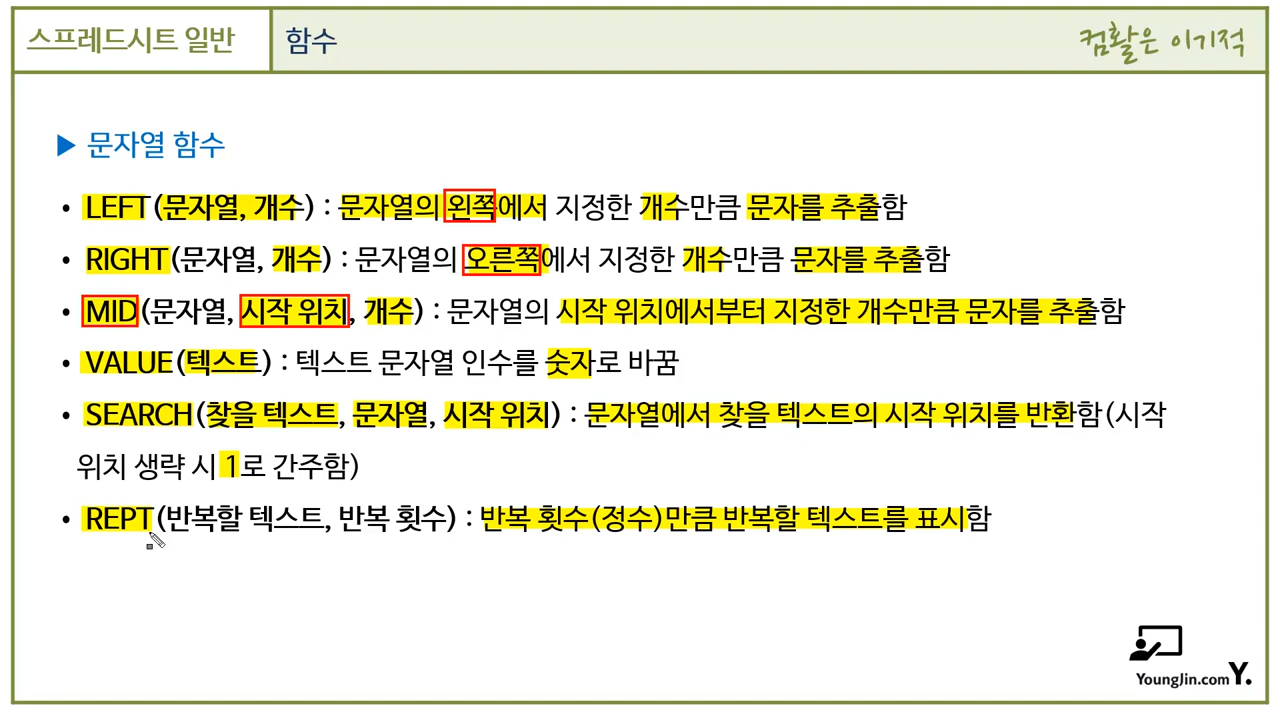 스프레드시트 일반 함수 컴활은 이기적
▶ 문자열 함수
• LEFT(문자열, 개수) : 문자열의 왼쪽에서 지정한 개수만큼 문자를 추출함
• RIGHT(문자열, 개수) : 문자열의 오른쪽에서 지정한 개수만큼 문자를 추출함
• MID(문자열, 시작 위치, 개수) : 문자열의 시작 위치에서부터 지정한 개수만큼 문자를 추출함
• VALUE(텍스트) : 텍스트 문자열 인수를 숫자로 바꿈
• SEARCH(찾을 텍스트, 문자열, 시작 위치) : 문자열에서 찾을 텍스트의 시작 위치를 반환함(시작
위치 생략 시 1로 간주함)
• REPT(반복할 텍스트, 반복 횟수) : 반복 횟수(정수)만큼 반복할 텍스트를 표시함
YoungJin.com Y.